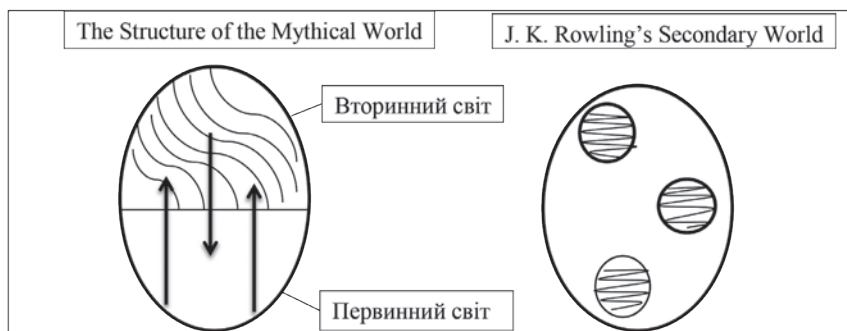 The Structure of the Mythical World
J. K. Rowling’s Secondary World
Вторинний світ
Первинний світ